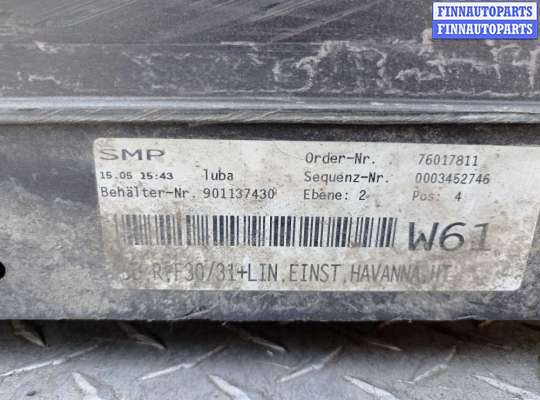 FINNAUTOPARTS
FINNAUTOPARTS
SMP Order-Nr. 76017811
15.05 15:43 luba Sequenz-Nr. 0003452746
Behälter-Nr. 901137430 Ebene: 2 Pos: 4
W61
F30/31+LIN.EINST.HAVANNA.